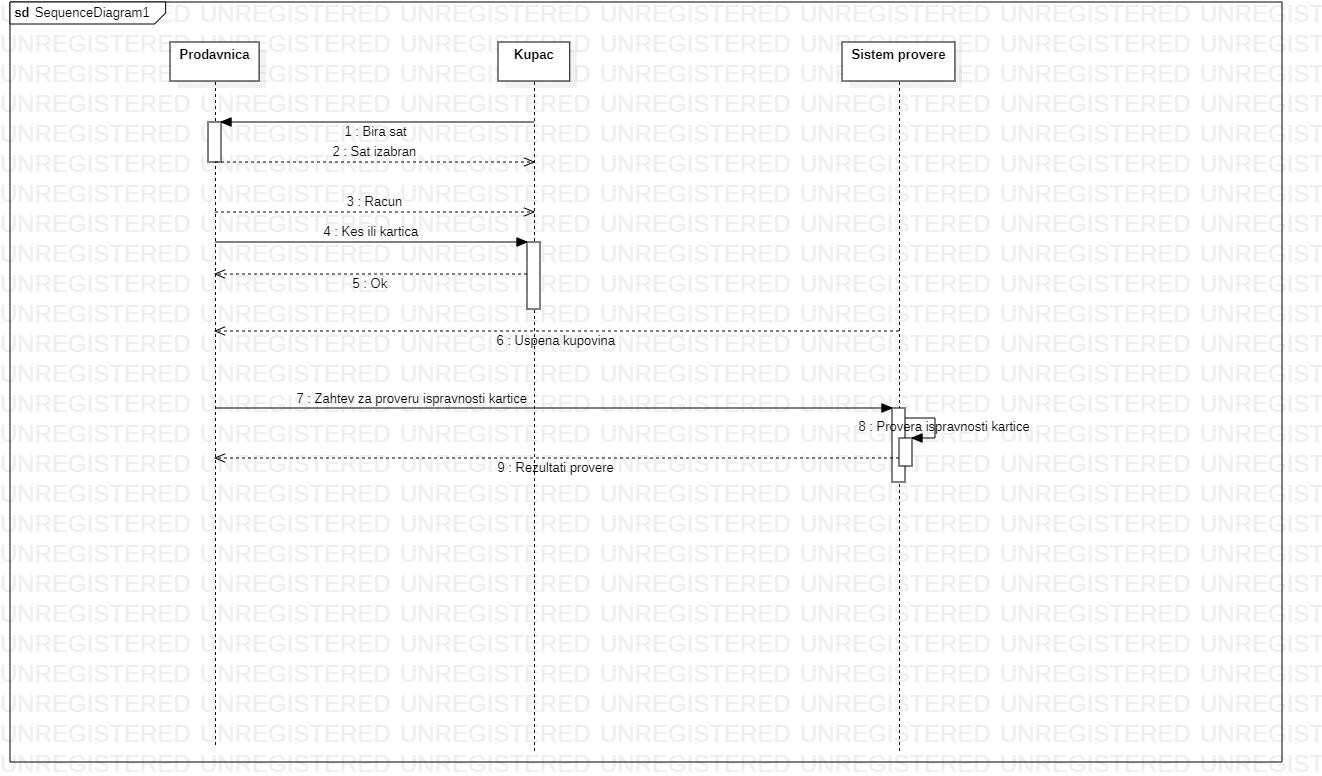 sd SequenceDiagram1
Prodavnica
Kupac
Sistem provere
1 : Bira sat
2 : Sat izabran
3 : Racun
4 : Kes ili kartica
5 : Ok
6 : Uspena kupovina
7 : Zahtev za proveru ispravnosti kartice
8 : Provera ispravnosti kartice
9 : Rezultati provere
UNREGISTERED